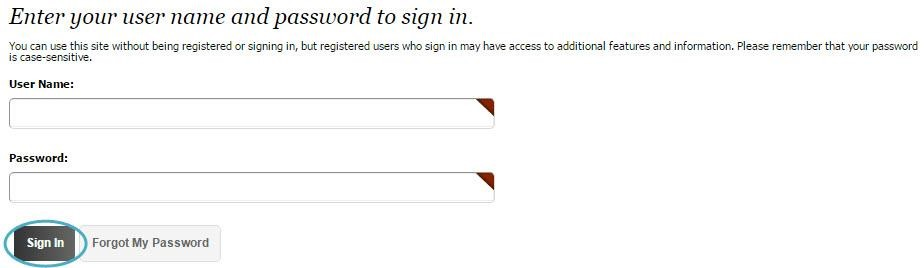 Enter your user name and password to sign in.
You can use this site without being registered or signing in, but registered users who sign in may have access to additional features and information. Please remember that your password
is case-sensitive.
User Name:
Password:
Sign In Forgot My Password